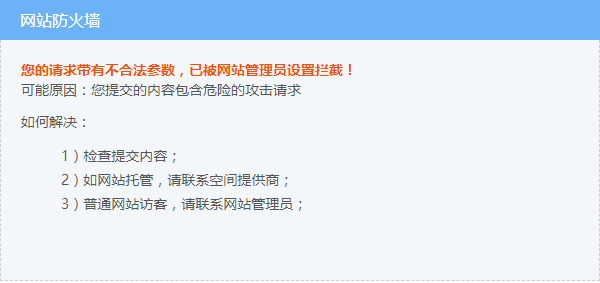 网站防火墙
您的请求带有不合法参数，已被网站管理员设置拦截！
可能原因：您提交的内容包含危险的攻击请求
如何解决：
1）检查提交内容；
2）如网站托管，请联系空间提供商；
3）普通网站访客，请联系网站管理员；